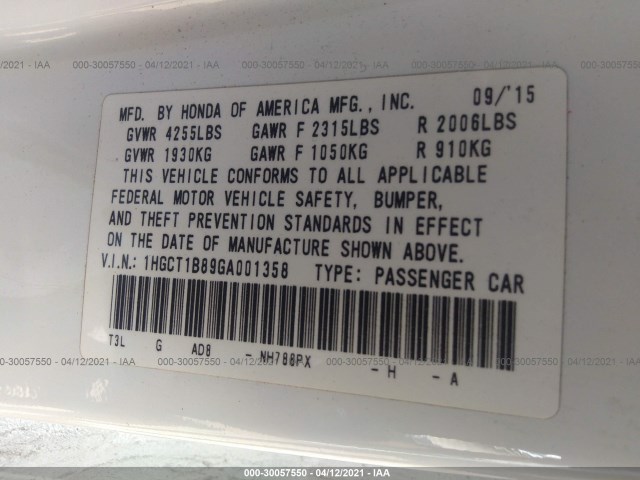 000-30057550 - 04/12/2021 - IAA
MFD. BY HONDA OF AMERICA MFG., INC. 09/'15
GVWR 4255LBS GAWR F 2315LBS R 2006LBS
GVWR 1930KG GAWR F 1050KG R 910KG
THIS VEHICLE CONFORMS TO ALL APPLICABLE
FEDERAL MOTOR VEHICLE SAFETY, BUMPER,
AND THEFT PREVENTION STANDARDS IN EFFECT
ON THE DATE OF MANUFACTURE SHOWN ABOVE.
V.I.N.: 1HGCT1B89GA001358 TYPE: PASSENGER CAR
T3L G AD8 - NH788PX - H - A
000-30057550 - 04/12/2021 - IAA